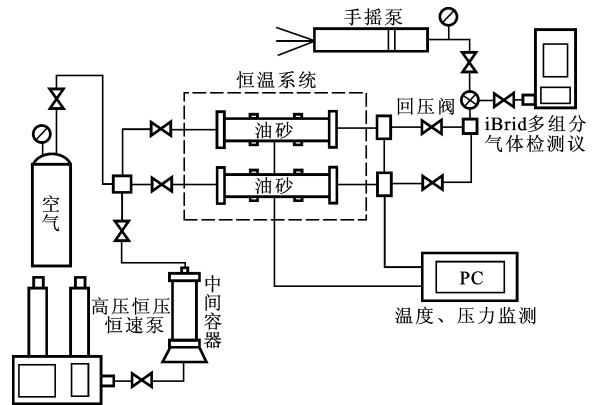 手摇泵
恒温系统
油砂
油砂
回压阀
iBrid多组分
气体检测仪
空
气
高压恒压
恒速泵
中
间
容
器
PC
温度、压力监测